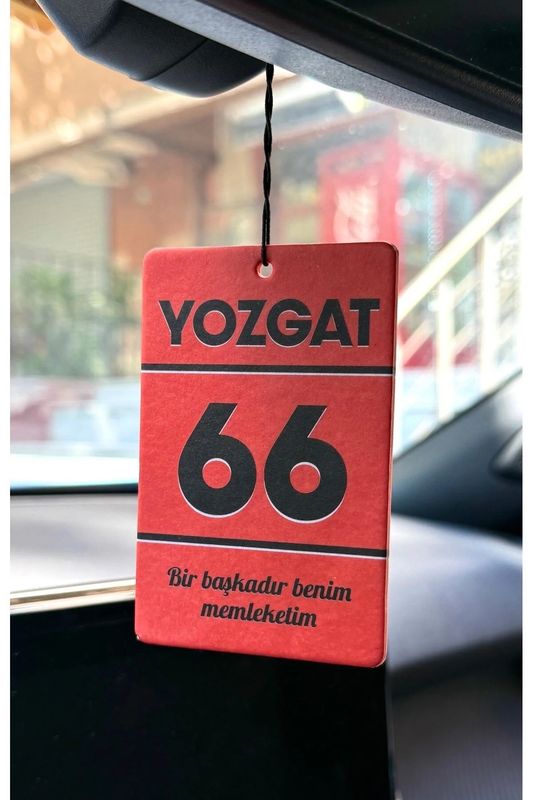 YOZGAT
66
Bir başkadır benim
memleketim